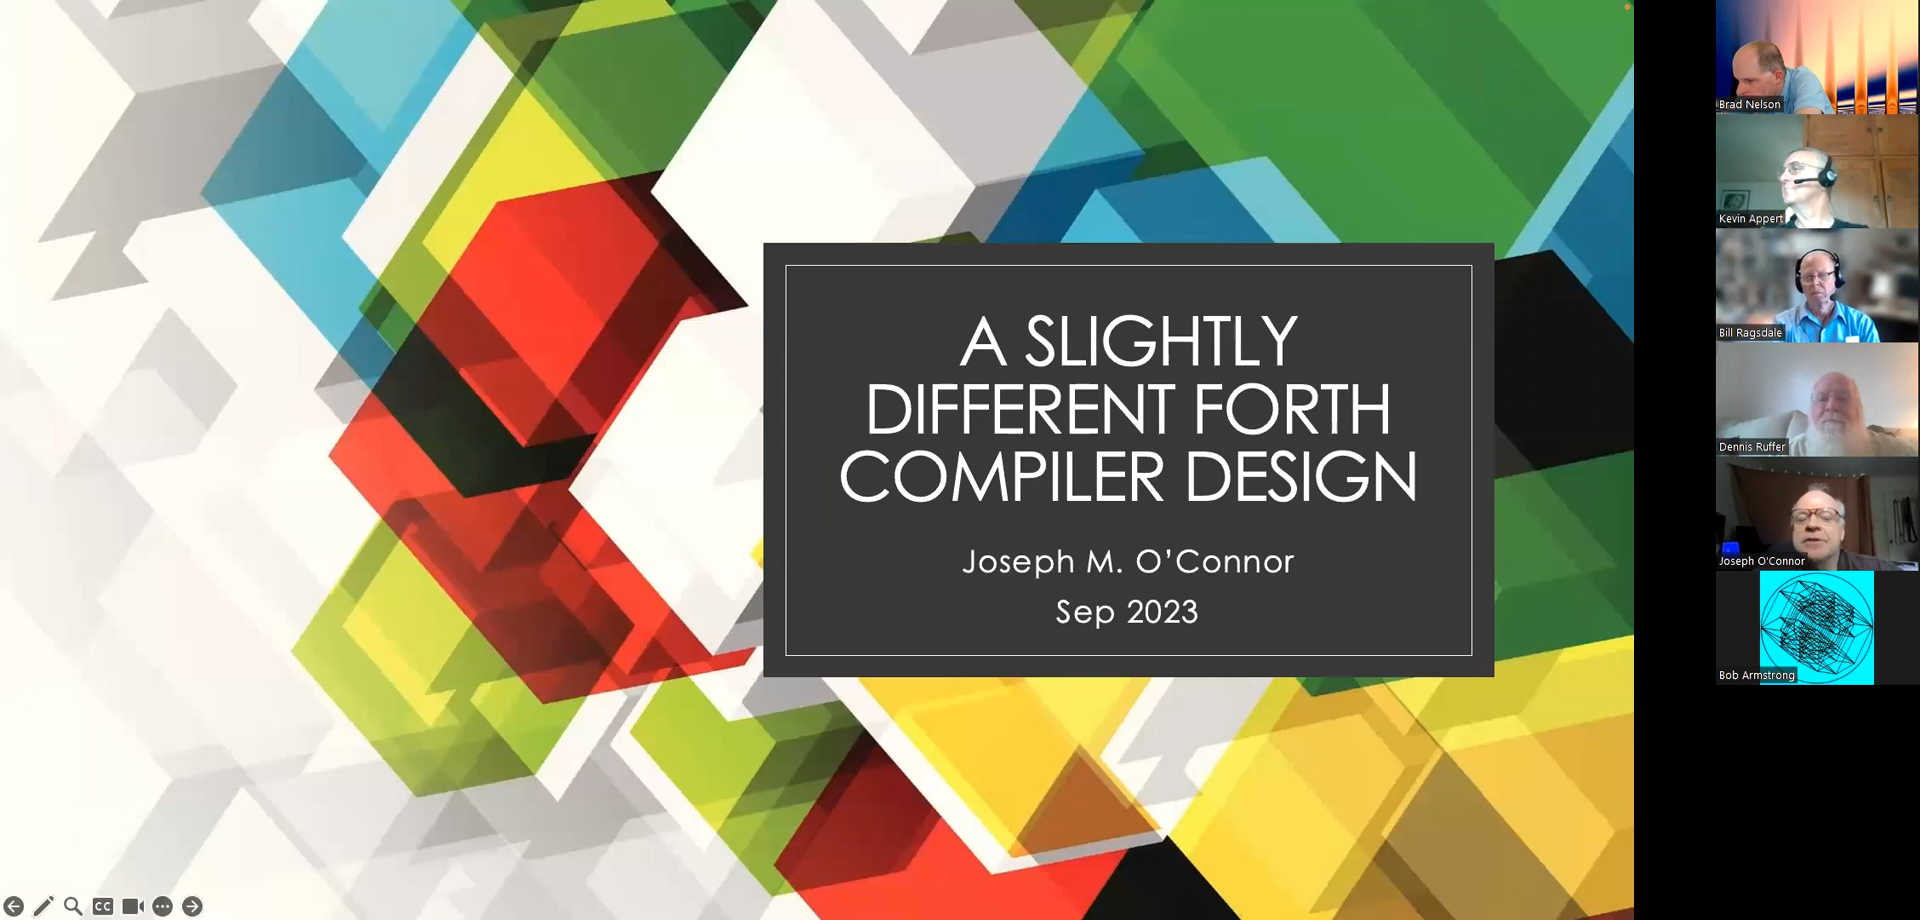 A SLIGHTLY
DIFFERENT FORTH
COMPILER DESIGN
Joseph M. O’Connor
Sep 2023
Brad Nelson
Kevin Appert
Bill Ragsdale
Dennis Ruffer
Joseph O'Connor
Bob Armstrong
CC